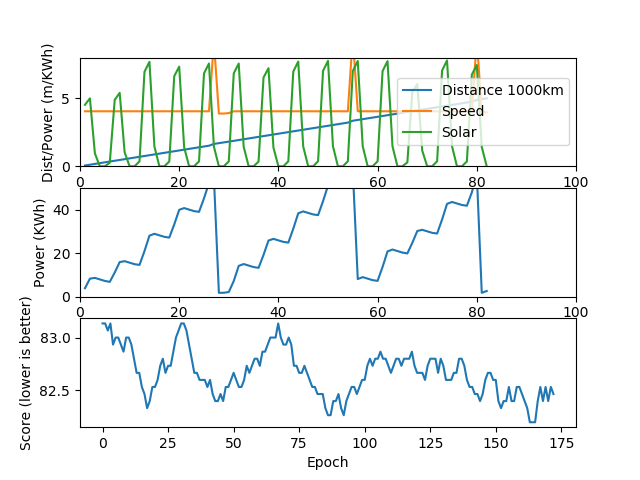 Dist/Power (m/KWh)
5
0
Distance 1000km
Speed
Solar
0 20 40 60 80 100
Power (KWh)
40
20
0
0 20 40 60 80 100
Score (lower is better)
83.0
82.5
0 25 50 75 100 125 150 175
Epoch